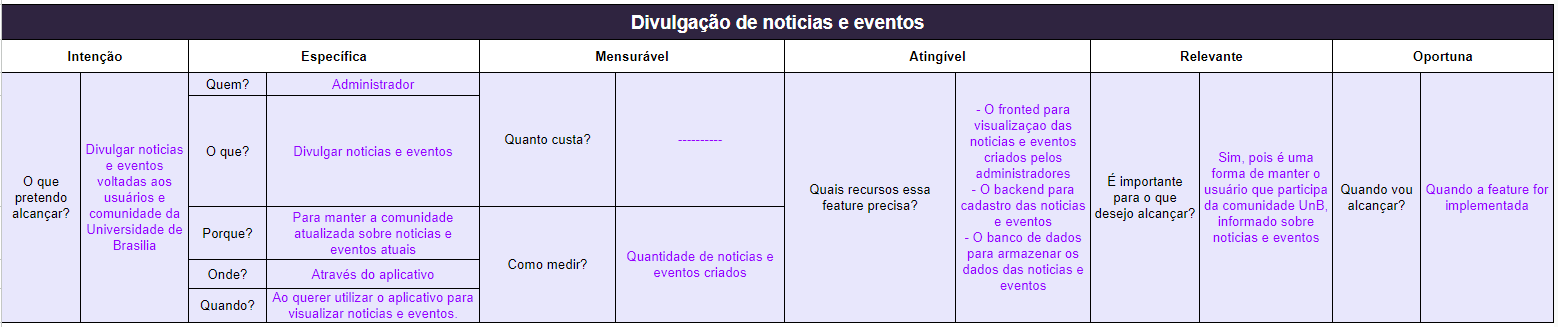 Divulgação de noticias e eventos
Intenção
Específica
Mensurável
Atingível
Relevante
Oportuna
O que
pretendo
alcançar?
Divulgar noticias
e eventos
voltadas aos
usuários e
comunidade da
Universidade de
Brasilia
Quem?
Administrador
O que?
Divulgar noticias e eventos
Porque?
Para manter a comunidade
atualizada sobre noticias e
eventos atuais
Onde?
Através do aplicativo
Quando?
Ao querer utilizar o aplicativo para
visualizar noticias e eventos.
Quanto custa?
----------
Como medir?
Quantidade de noticias e
eventos criados
Quais recursos essa
feature precisa?
- O fronted para
visualizaçao das
noticias e eventos
criados pelos
administradores
- O backend para
cadastro das noticias
e eventos
- O banco de dados
para armazenar os
dados das noticias e
eventos
É importante
para o que
desejo alcançar?
Sim, pois é uma
forma de manter o
usuário que participa
da comunidade UnB,
informado sobre
noticias e eventos
Quando vou
alcançar?
Quando a feature for
implementada